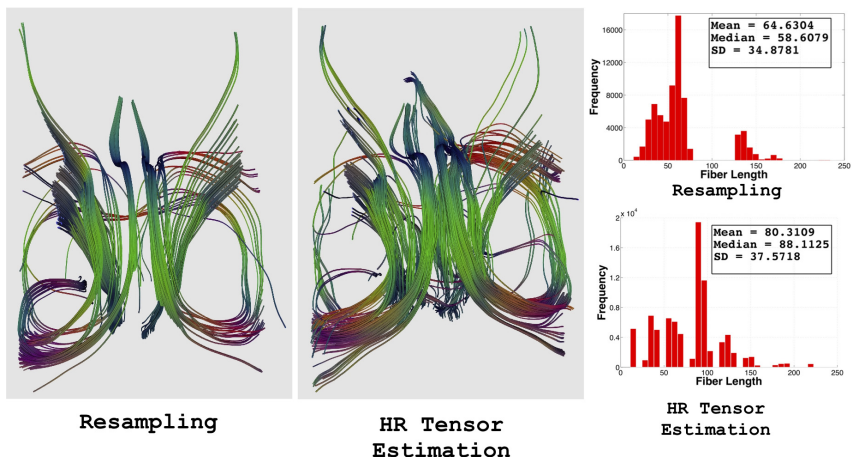 Resampling
HR Tensor
Estimation
16000
12000
8000
4000
0
Frequency
Mean = 64.6304
Median = 58.6079
SD = 34.8781
0 50 100 150 200 250
Fiber Length
Resampling
2 x 10^4
1.6
1.2
0.8
0.4
0
Frequency
Mean = 80.3109
Median = 88.1125
SD = 37.5718
0 50 100 150 200 250
Fiber Length
HR Tensor
Estimation